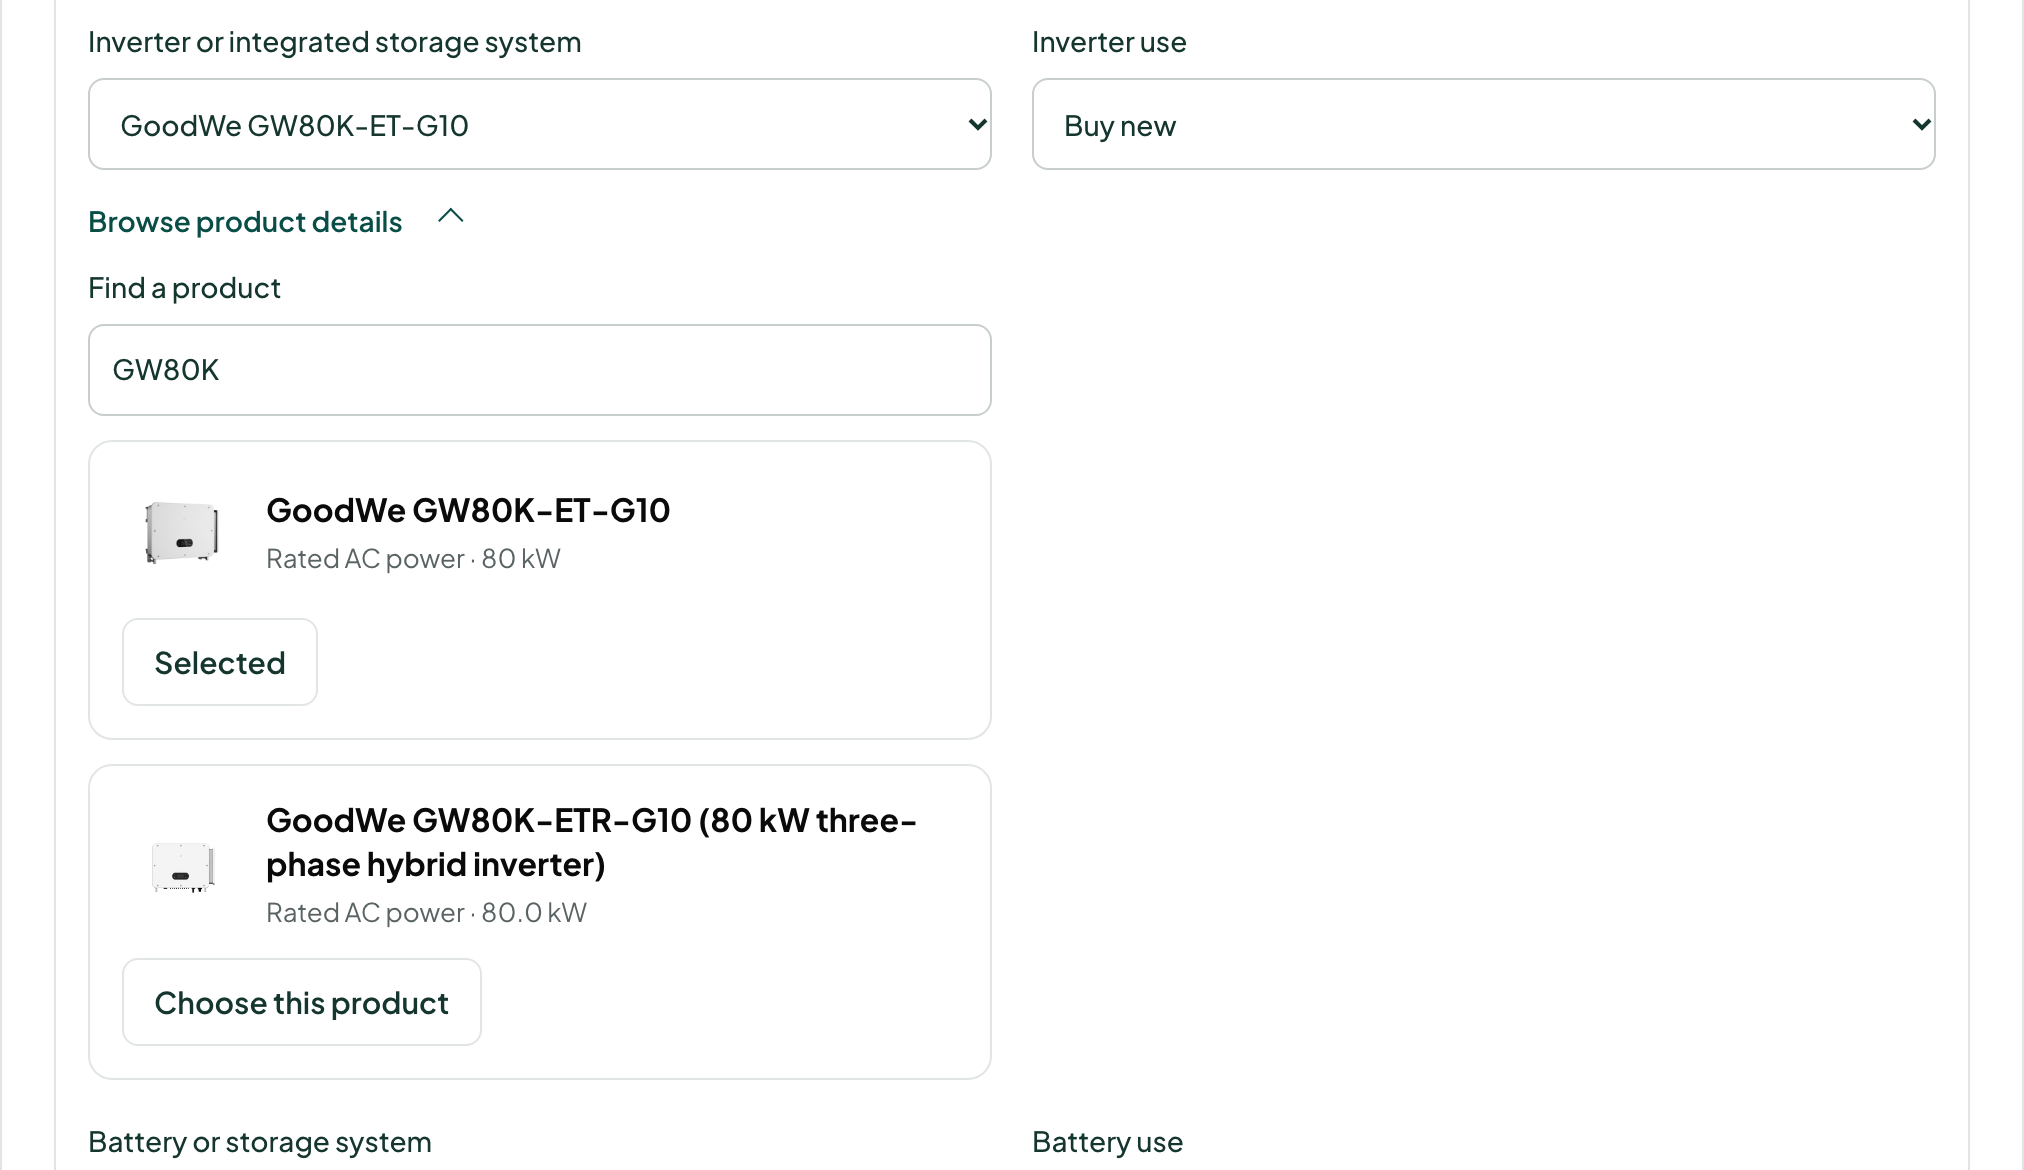 Inverter or integrated storage system
Inverter use
GoodWe GW80K-ET-G10
Buy new
Browse product details
Find a product
GW80K
GoodWe GW80K-ET-G10
Rated AC power · 80 kW
Selected
GoodWe GW80K-ETR-G10 (80 kW three-
phase hybrid inverter)
Rated AC power · 80.0 kW
Choose this product
Battery or storage system
Battery use